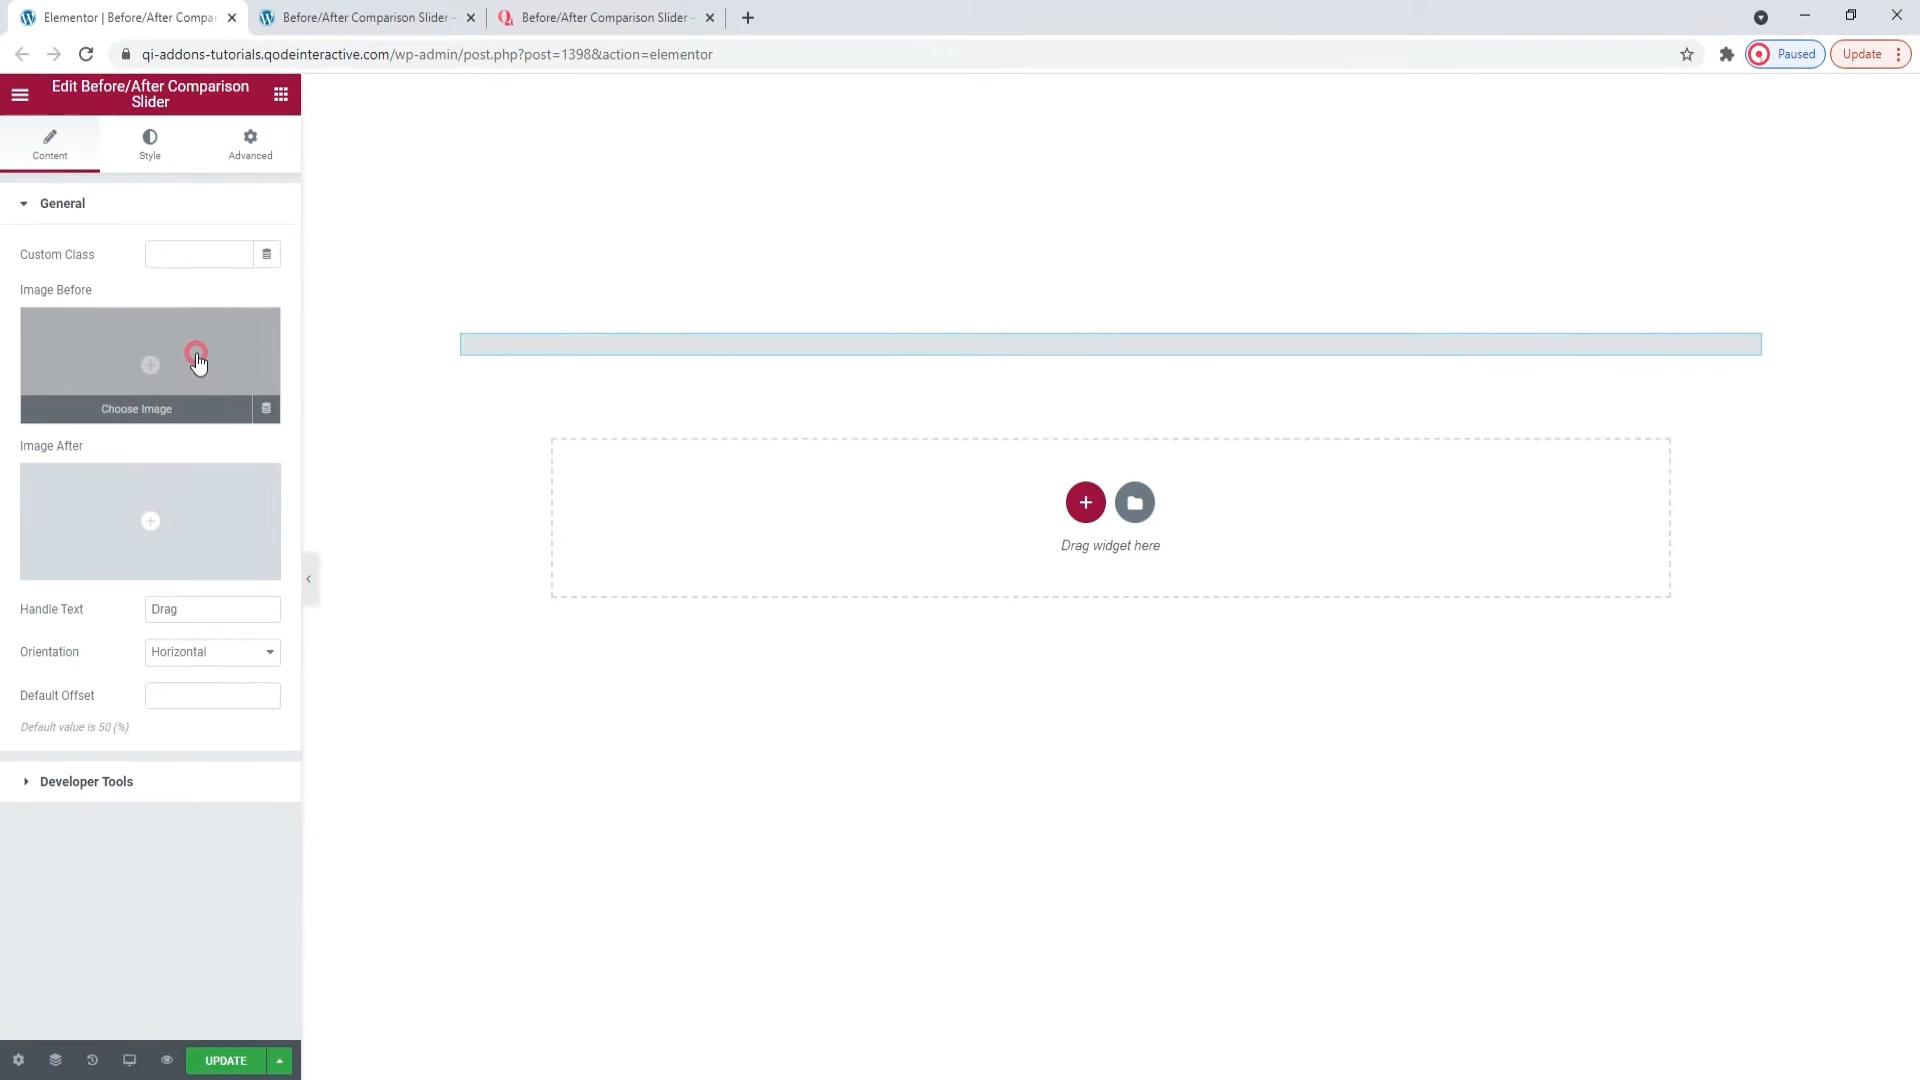 Elementor | Before/After Compar
Before/After Comparison Slider –
Before/After Comparison Slider –
qi-addons-tutorials.qodeinteractive.com/wp-admin/post.php?post=1398&action=elementor
Paused
Update
Edit Before/After Comparison
Slider
Content
Style
Advanced
General
Custom Class
Image Before
Choose Image
Image After
Handle Text
Drag
Orientation
Horizontal
Default Offset
Default value is 50 (%)
Developer Tools
Drag widget here
UPDATE